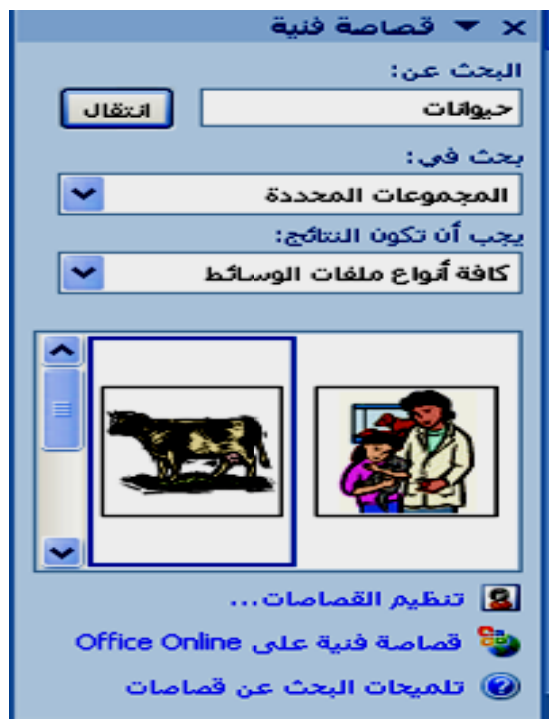 قصاصة فنية
البحث عن:
حيوانات
انتقال
بحث في:
المجموعات المحددة
يجب أن تكون النتائج:
كافة أنواع ملفات الوسائط
تنظيم القصاصات...
قصاصة فنية على Office Online
تلميحات البحث عن قصاصات